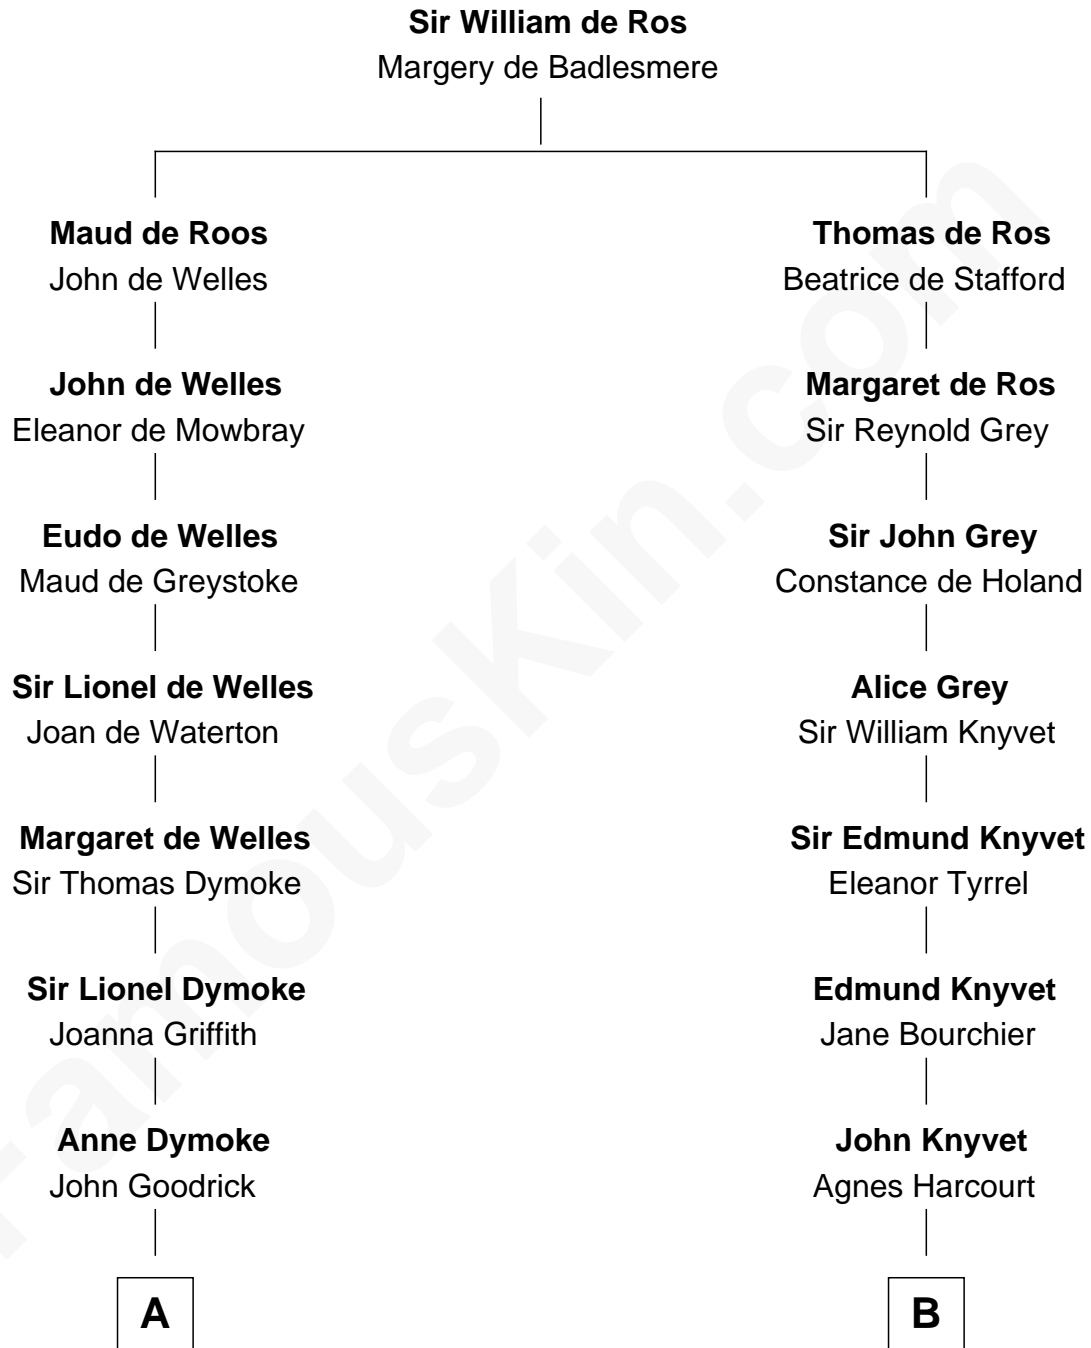 Sir William de Ros
Margery de Badlesmere
Maud de Roos
John de Welles
Thomas de Ros
Beatrice de Stafford
John de Welles
Eleanor de Mowbray
Margaret de Ros
Sir Reynold Grey
Eudo de Welles
Maud de Greystoke
Sir John Grey
Constance de Holand
Sir Lionel de Welles
Joan de Waterton
Alice Grey
Sir William Knyvet
Margaret de Welles
Sir Thomas Dymoke
Sir Edmund Knyvet
Eleanor Tyrrel
Sir Lionel Dymoke
Joanna Griffith
Edmund Knyvet
Jane Bourchier
Anne Dymoke
John Goodrick
John Knyvet
Agnes Harcourt
A
B
FamousKin.com